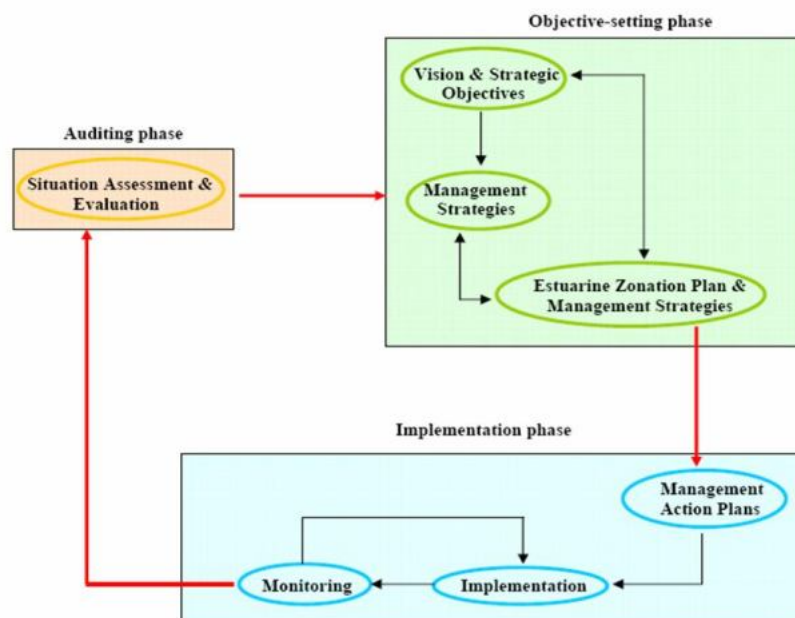 Objective-setting phase
Vision & Strategic
Objectives
Auditing phase
Situation Assessment &
Evaluation
Management
Strategies
Estuarine Zonation Plan &
Management Strategies
Implementation phase
Management
Action Plans
Monitoring
Implementation